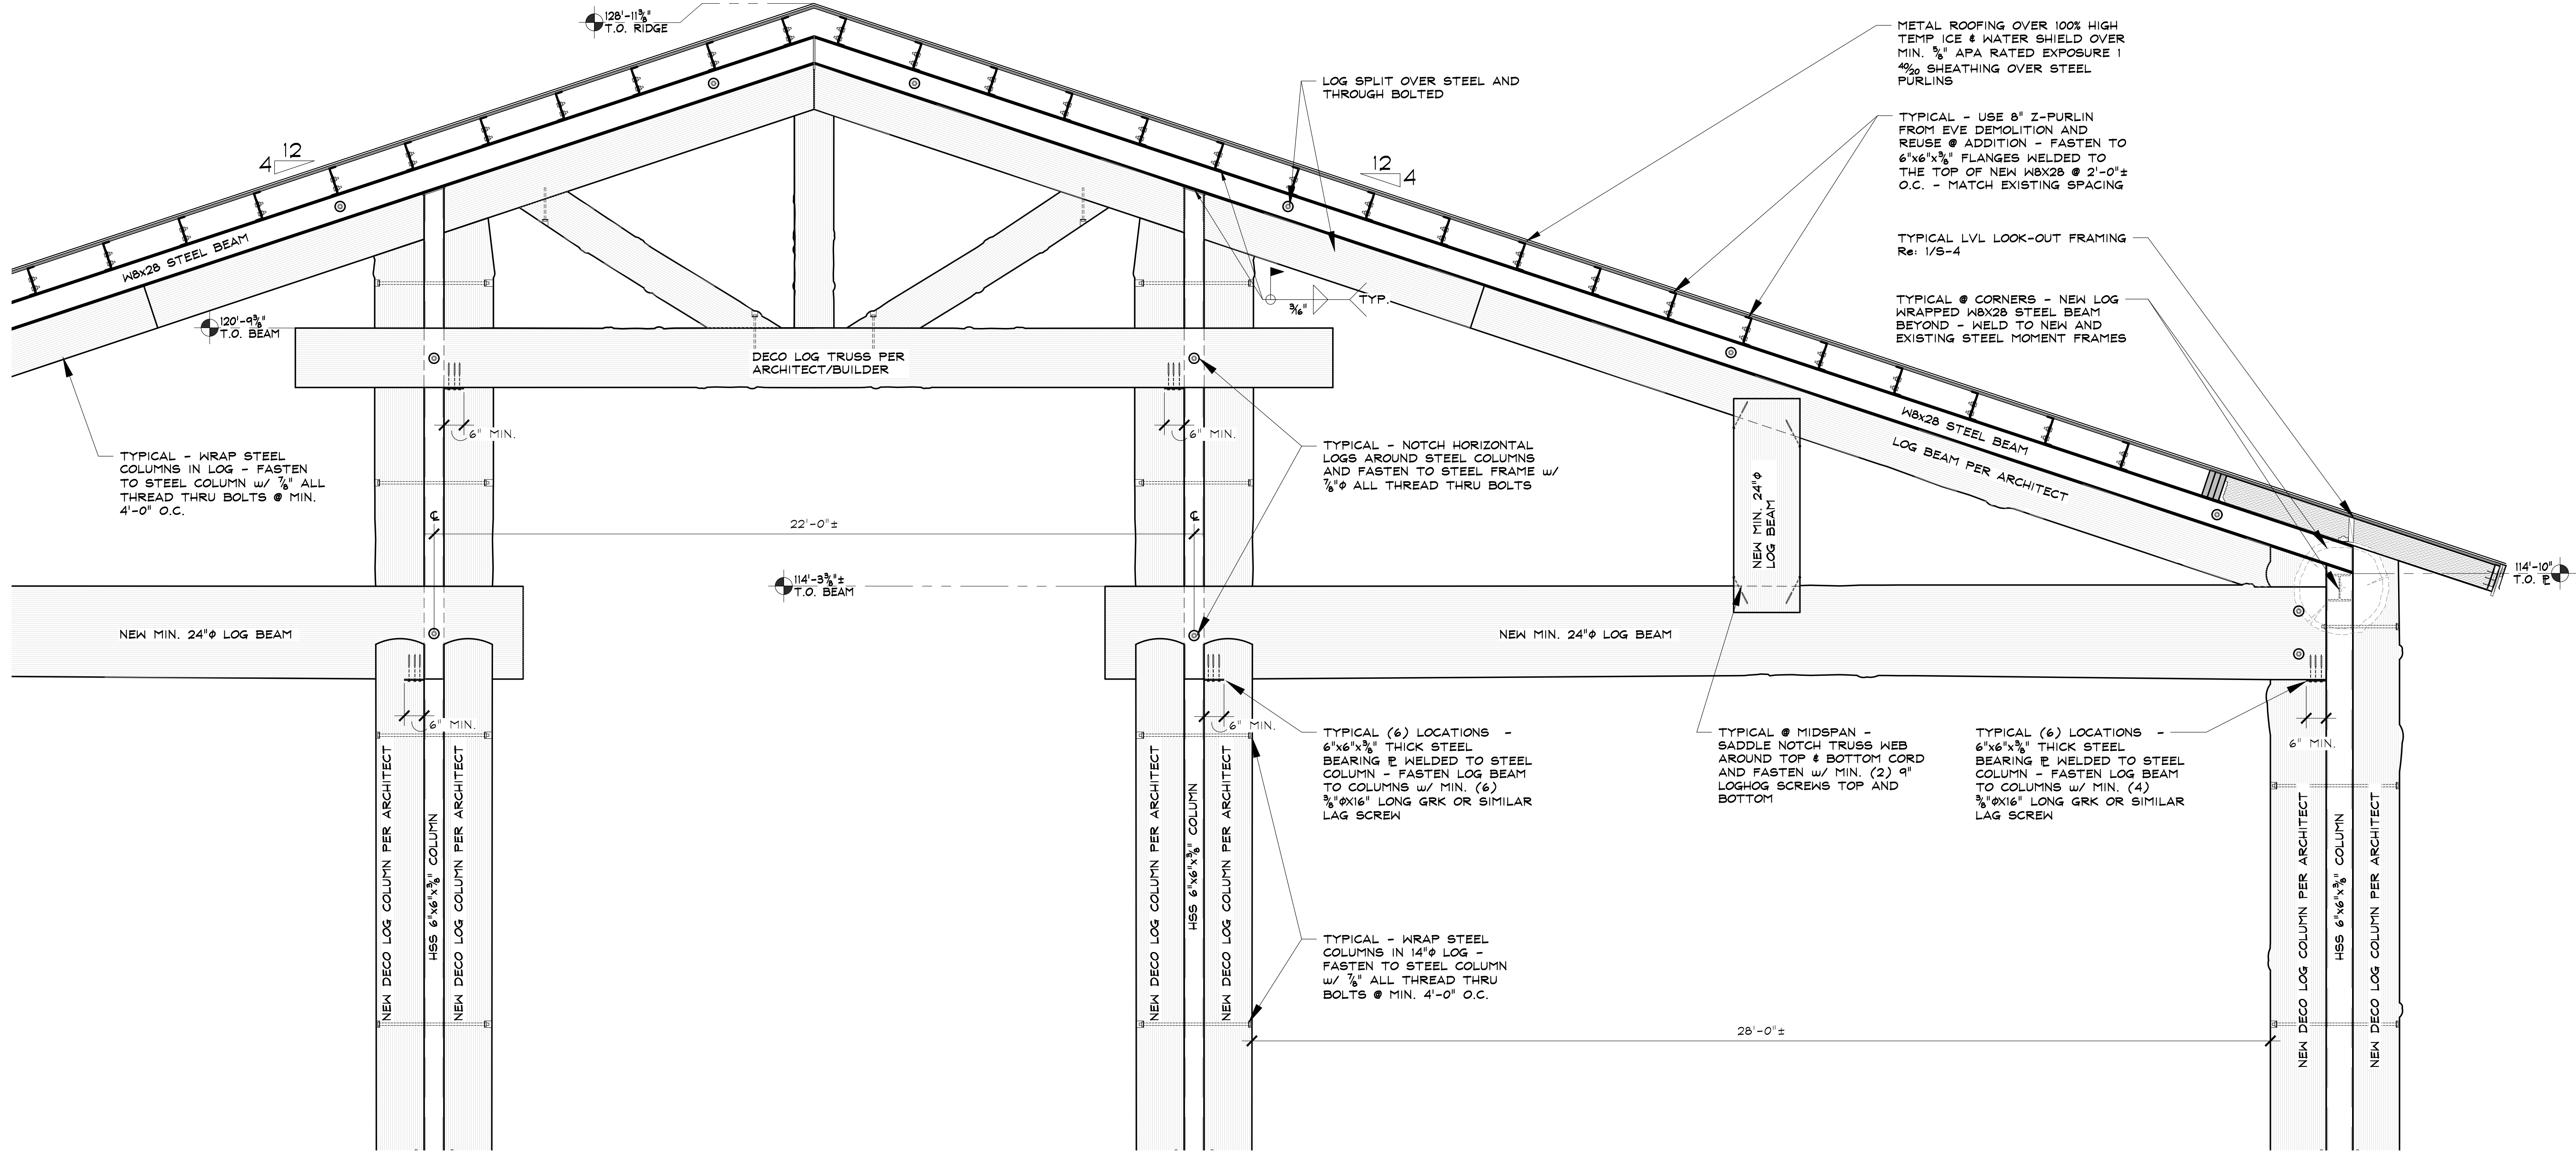 128'-11⅜"
T.O. RIDGE
METAL ROOFING OVER 100% HIGH
TEMP ICE & WATER SHIELD OVER
MIN. ⅝" APA RATED EXPOSURE 1
40/20 SHEATHING OVER STEEL
PURLINS
LOG SPLIT OVER STEEL AND
THROUGH BOLTED
TYPICAL - USE 8" Z-PURLIN
FROM EVE DEMOLITION AND
REUSE @ ADDITION - FASTEN TO
6"x6"x⅜" FLANGES WELDED TO
THE TOP OF NEW W8X28 @ 2'-0"±
O.C. - MATCH EXISTING SPACING
12
4
12
4
TYPICAL LVL LOOK-OUT FRAMING
Re: 1/S-4
W8x28 STEEL BEAM
TYPICAL @ CORNERS - NEW LOG
WRAPPED W8X28 STEEL BEAM
BEYOND - WELD TO NEW AND
EXISTING STEEL MOMENT FRAMES
3/16"
TYP.
120'-9⅜"
T.O. BEAM
DECO LOG TRUSS PER
ARCHITECT/BUILDER
W8x28 STEEL BEAM
LOG BEAM PER ARCHITECT
6" MIN.
6" MIN.
TYPICAL - WRAP STEEL
COLUMNS IN LOG - FASTEN
TO STEEL COLUMN w/ ⅞" ALL
THREAD THRU BOLTS @ MIN.
4'-0" O.C.
TYPICAL - NOTCH HORIZONTAL
LOGS AROUND STEEL COLUMNS
AND FASTEN TO STEEL FRAME w/
⅞"ϕ ALL THREAD THRU BOLTS
NEW MIN. 24"ϕ
LOG BEAM
℄
℄
22'-0"±
114'-3⅜"±
T.O. BEAM
114'-10"
T.O. PL
NEW MIN. 24"ϕ LOG BEAM
NEW MIN. 24"ϕ LOG BEAM
6" MIN.
6" MIN.
6" MIN.
TYPICAL (6) LOCATIONS -
6"x6"x⅜" THICK STEEL
BEARING PL WELDED TO STEEL
COLUMN - FASTEN LOG BEAM
TO COLUMNS w/ MIN. (6)
⅜"ϕX16" LONG GRK OR SIMILAR
LAG SCREW
TYPICAL @ MIDSPAN -
SADDLE NOTCH TRUSS WEB
AROUND TOP & BOTTOM CORD
AND FASTEN w/ MIN. (2) 9"
LOGHOG SCREWS TOP AND
BOTTOM
TYPICAL (6) LOCATIONS -
6"x6"x⅜" THICK STEEL
BEARING PL WELDED TO STEEL
COLUMN - FASTEN LOG BEAM
TO COLUMNS w/ MIN. (4)
⅜"ϕX16" LONG GRK OR SIMILAR
LAG SCREW
NEW DECO LOG COLUMN PER ARCHITECT
HSS 6"x6"x⅜" COLUMN
NEW DECO LOG COLUMN PER ARCHITECT
NEW DECO LOG COLUMN PER ARCHITECT
HSS 6"x6"x⅜" COLUMN
NEW DECO LOG COLUMN PER ARCHITECT
NEW DECO LOG COLUMN PER ARCHITECT
HSS 6"x6"x⅜" COLUMN
NEW DECO LOG COLUMN PER ARCHITECT
TYPICAL - WRAP STEEL
COLUMNS IN 14"ϕ LOG -
FASTEN TO STEEL COLUMN
w/ ⅞" ALL THREAD THRU
BOLTS @ MIN. 4'-0" O.C.
28'-0"±